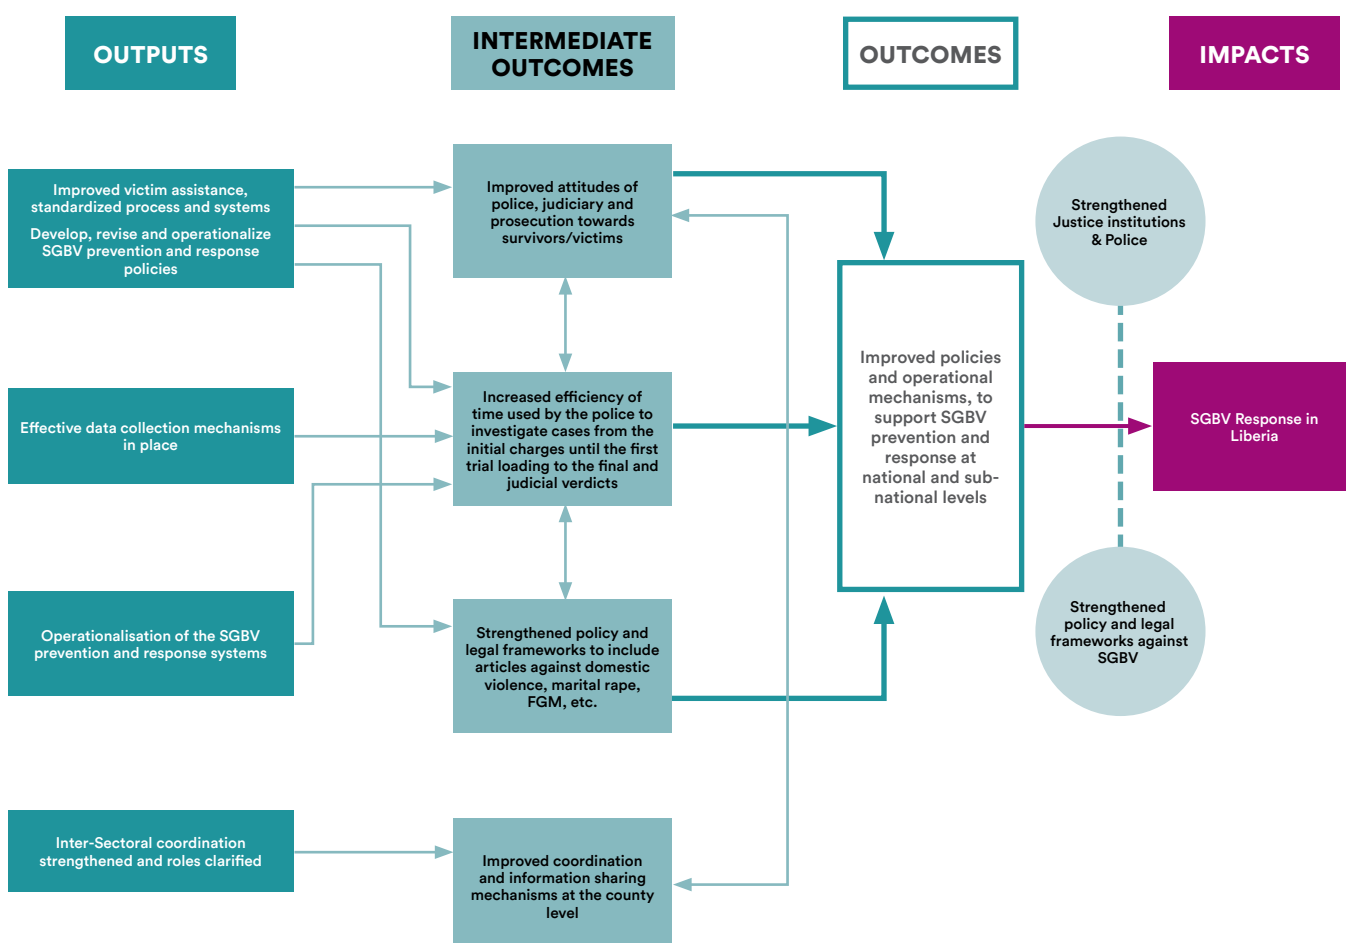 OUTPUTS
INTERMEDIATE
OUTCOMES
OUTCOMES
IMPACTS
Improved victim assistance,
standardized process and systems
Develop, revise and operationalize
SGBV prevention and response
policies
Effective data collection mechanisms
in place
Operationalisation of the SGBV
prevention and response systems
Inter-Sectoral coordination
strengthened and roles clarified
Improved attitudes of
police, judiciary and
prosecution towards
survivors/victims
Increased efficiency of
time used by the police to
investigate cases from the
initial charges until the first
trial loading to the final and
judicial verdicts
Strengthened policy and
legal frameworks to include
articles against domestic
violence, marital rape,
FGM, etc.
Improved coordination
and information sharing
mechanisms at the county
level
Improved policies
and operational
mechanisms, to
support SGBV
prevention and
response at
national and sub-
national levels
Strengthened
Justice institutions
& Police
SGBV Response in
Liberia
Strengthened
policy and legal
frameworks against
SGBV